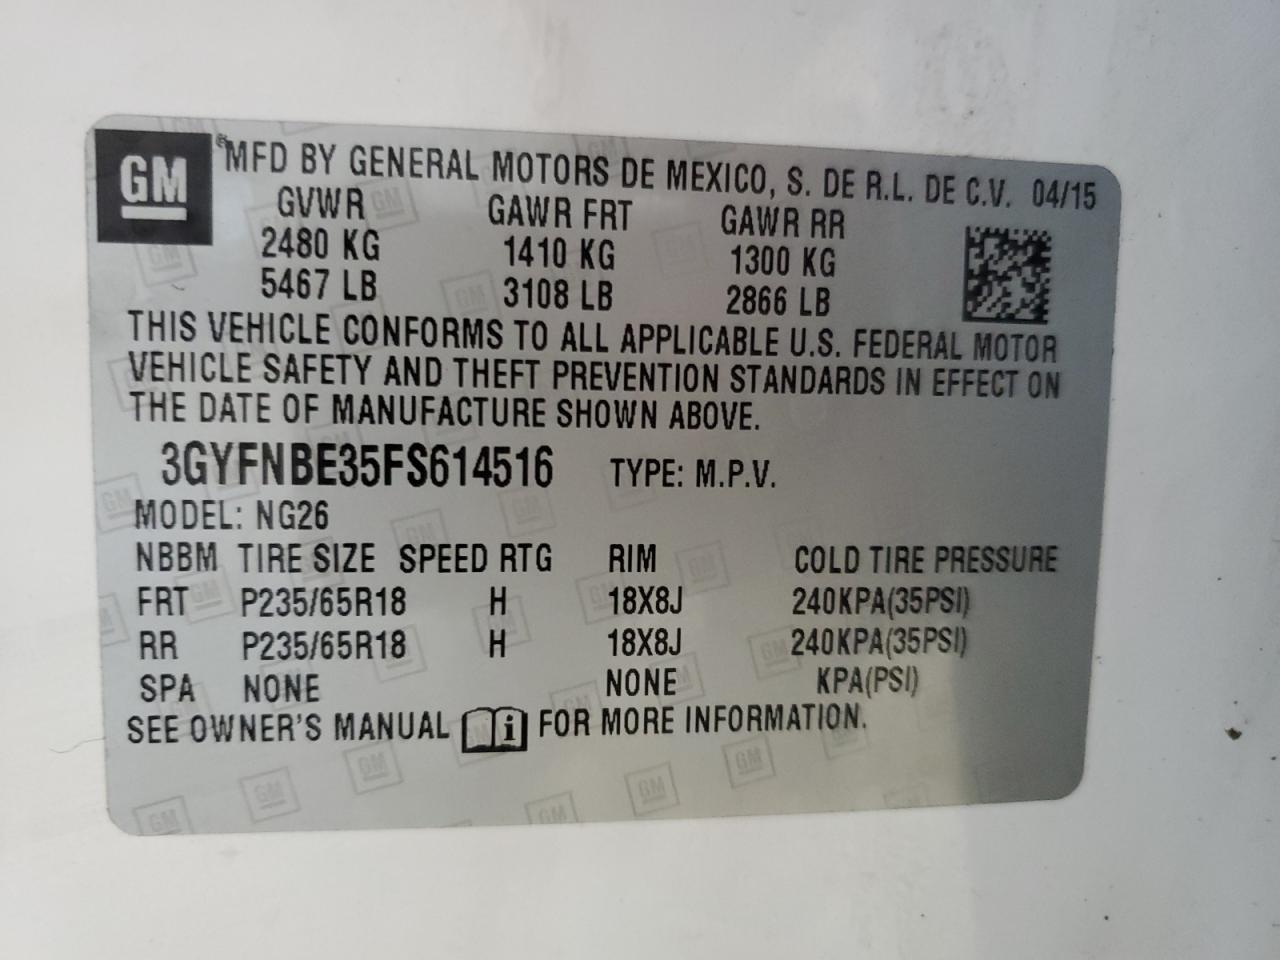 GM MFD BY GENERAL MOTORS DE MEXICO, S. DE R.L. DE C.V. 04/15
GVWR GAWR FRT GAWR RR
2480 KG 1410 KG 1300 KG
5467 LB 3108 LB 2866 LB
THIS VEHICLE CONFORMS TO ALL APPLICABLE U.S. FEDERAL MOTOR
VEHICLE SAFETY AND THEFT PREVENTION STANDARDS IN EFFECT ON
THE DATE OF MANUFACTURE SHOWN ABOVE.
3GYFNBE35FS614516 TYPE: M.P.V.
MODEL: NG26
NBBM TIRE SIZE SPEED RTG RIM COLD TIRE PRESSURE
FRT P235/65R18 H 18X8J 240KPA(35PSI)
RR P235/65R18 H 18X8J 240KPA(35PSI)
SPA NONE NONE KPA(PSI)
SEE OWNER'S MANUAL i FOR MORE INFORMATION.